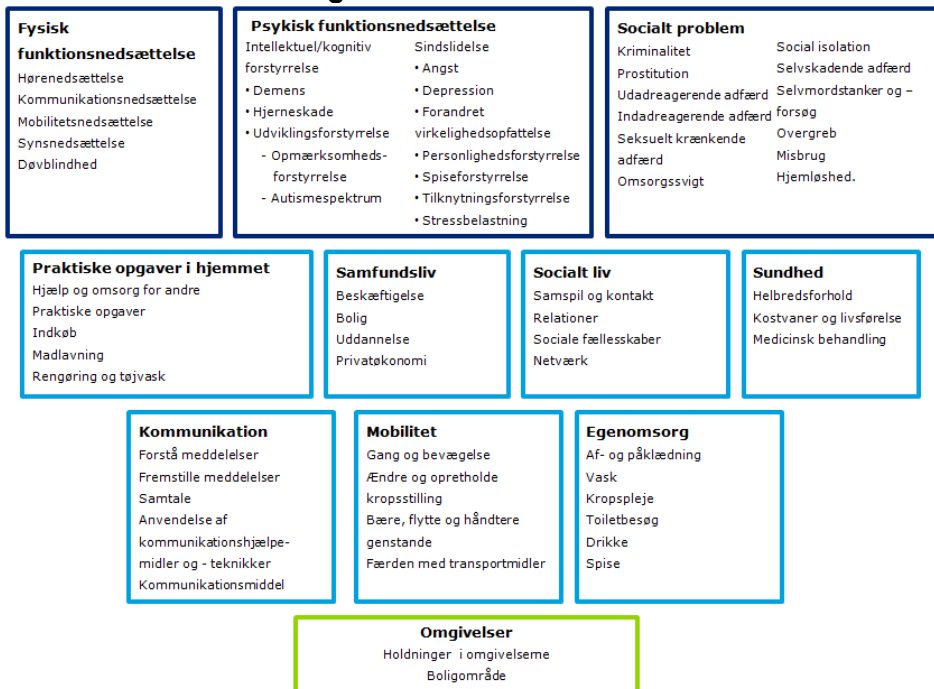 Fysisk
funktionsnedsættelse
Hørenedsættelse
Kommunikationsnedsættelse
Mobilitetsnedsættelse
Synsnedsættelse
Døvblindhed
Psykisk funktionsnedsættelse
Intellektuel/kognitiv
forstyrrelse
• Demens
• Hjerneskade
• Udviklingsforstyrrelse
- Opmærksomheds-
forstyrrelse
- Autismespektrum
Sindslidelse
• Angst
• Depression
• Forandret
virkelighedsopfattelse
• Personlighedsforstyrrelse
• Spiseforstyrrelse
• Tilknytningsforstyrrelse
• Stressbelastning
Socialt problem
Kriminalitet
Prostitution
Udadreagerende adfærd
Indadreagerende adfærd
Seksuelt krænkende
adfærd
Omsorgssvigt
Social isolation
Selvskadende adfærd
Selvmordstanker og –
forsøg
Overgreb
Misbrug
Hjemløshed.
Praktiske opgaver i hjemmet
Hjælp og omsorg for andre
Praktiske opgaver
Indkøb
Madlavning
Rengøring og tøjvask
Samfundsliv
Beskæftigelse
Bolig
Uddannelse
Privatøkonomi
Socialt liv
Samspil og kontakt
Relationer
Sociale fællesskaber
Netværk
Sundhed
Helbredsforhold
Kostvaner og livsførelse
Medicinsk behandling
Kommunikation
Forstå meddelelser
Fremstille meddelelser
Samtale
Anvendelse af
kommunikationshjælpe-
midler og - teknikker
Kommunikationsmiddel
Mobilitet
Gang og bevægelse
Ændre og opretholde
kropsstilling
Bære, flytte og håndtere
genstande
Færden med transportmidler
Egenomsorg
Af- og påklædning
Vask
Kropspleje
Toiletbesøg
Drikke
Spise
Omgivelser
Holdninger i omgivelserne
Boligområde